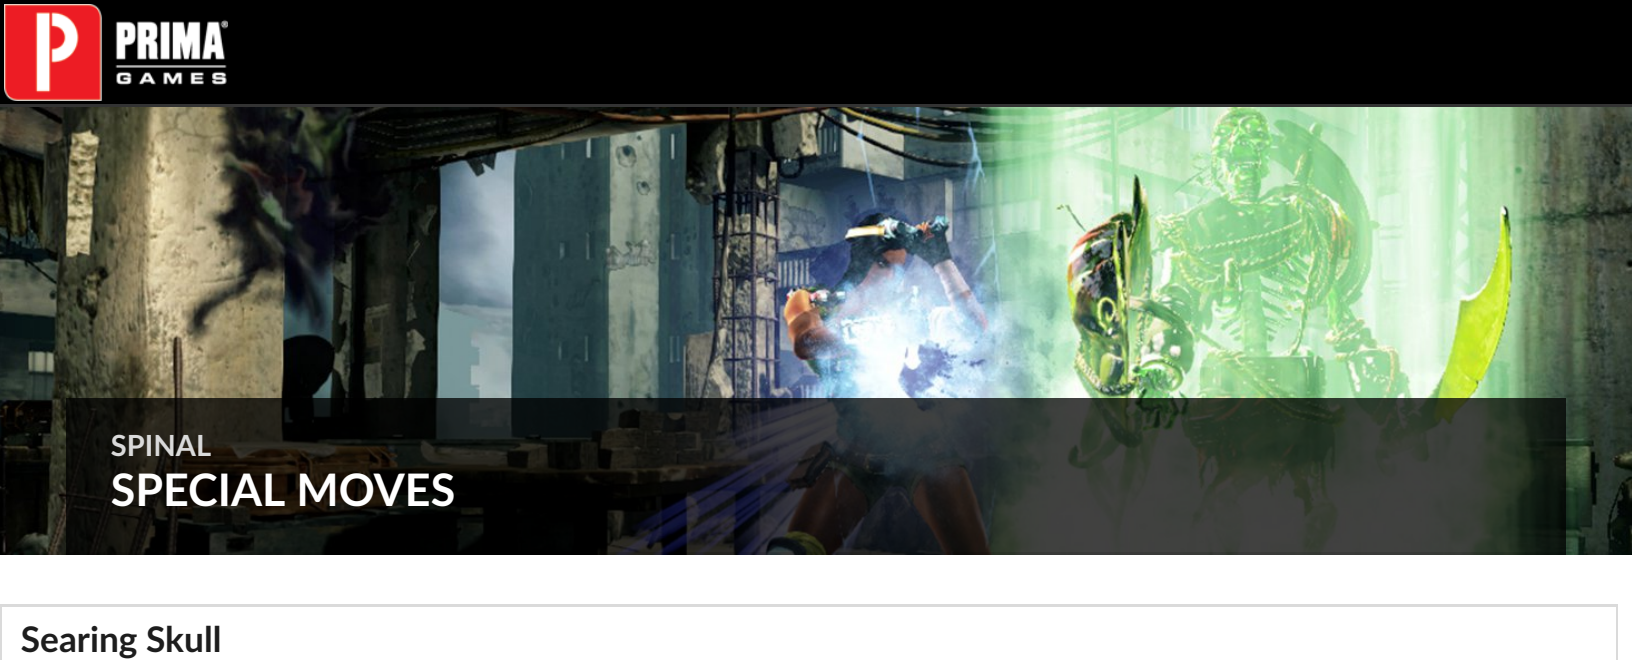 PRIMA®
GAMES
SPINAL
SPECIAL MOVES
Searing Skull